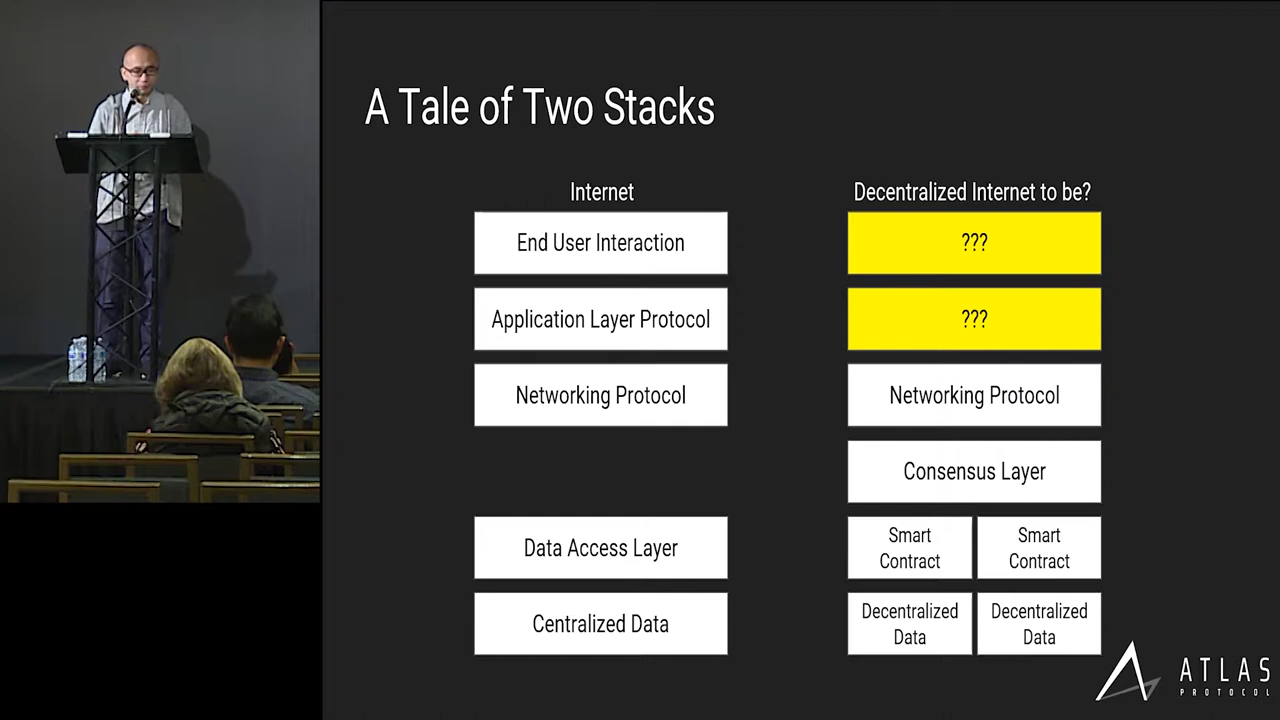 A Tale of Two Stacks
Internet
End User Interaction
Application Layer Protocol
Networking Protocol
Data Access Layer
Centralized Data
Decentralized Internet to be?
???
???
Networking Protocol
Consensus Layer
Smart
Contract
Smart
Contract
Decentralized
Data
Decentralized
Data
ATLAS
PROTOCOL